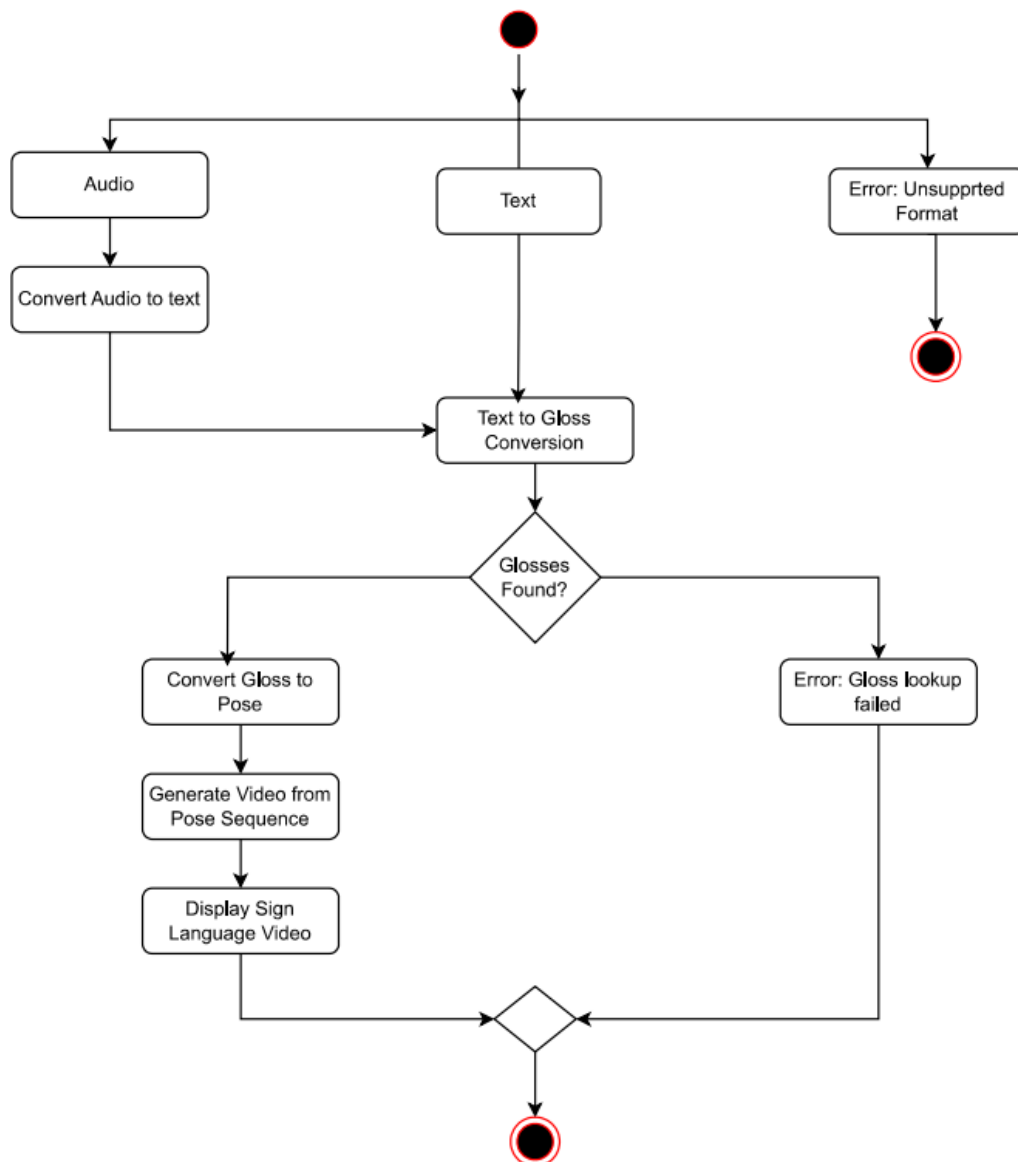 Audio
Text
Error: Unsupprted
Format
Convert Audio to text
Text to Gloss
Conversion
Glosses
Found?
Convert Gloss to
Pose
Error: Gloss lookup
failed
Generate Video from
Pose Sequence
Display Sign
Language Video